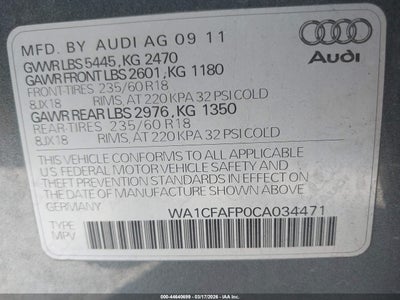 MFD. BY AUDI AG 09 11
GVWR LBS 5445, KG 2470
GAWR FRONT LBS 2601, KG 1180
FRONT-TIRES 235/60 R18
8JX18 RIMS, AT 220 KPA 32 PSI COLD
GAWR REAR LBS 2976, KG 1350
REAR-TIRES 235/60 R18
8JX18 RIMS, AT 220 KPA 32 PSI COLD
Audi
THIS VEHICLE CONFORMS TO ALL APPLICABLE
U.S FEDERAL MOTOR VEHICLE SAFETY AND
THEFT PREVENTION STANDARDS IN EFFECT ON
THE DATE OF MANUFACTURE SHOWN ABOVE.
GERMANY WA1CFAFP0CA034471
TYPE
MPV
000-44640699 - 03/17/2026 - IAA Inc.